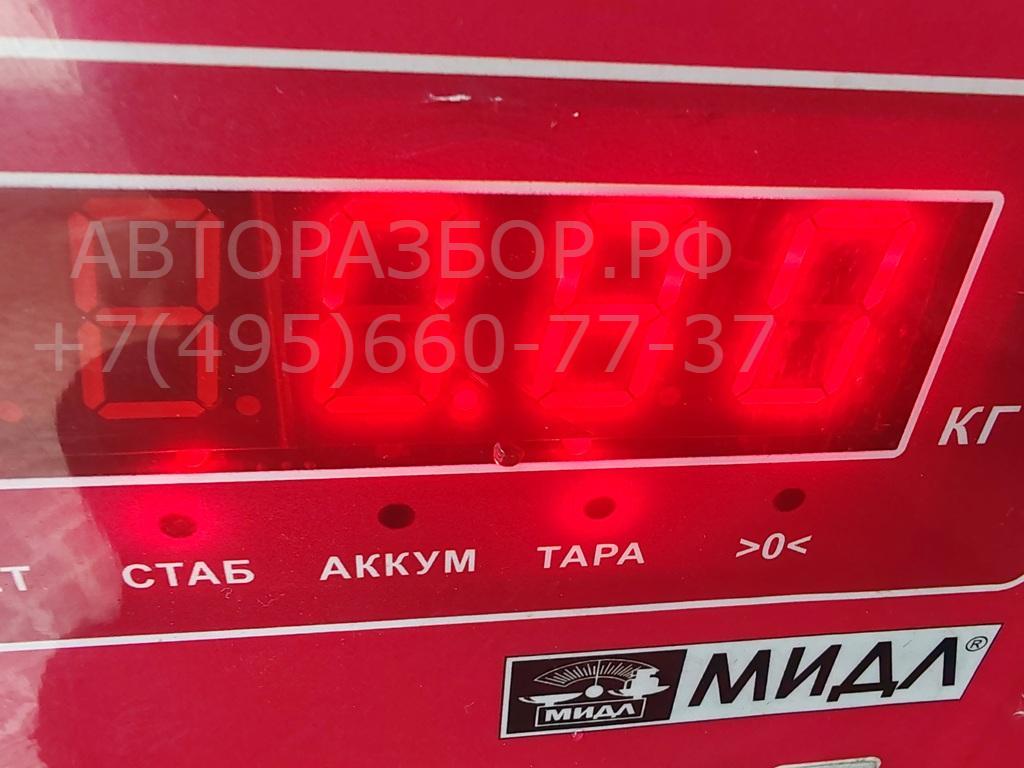 АВТОРАЗБОР.РФ
+7(495)660-77-37
КГ
СТАБ АККУМ ТАРА >0<
МИДЛ МИДЛ®